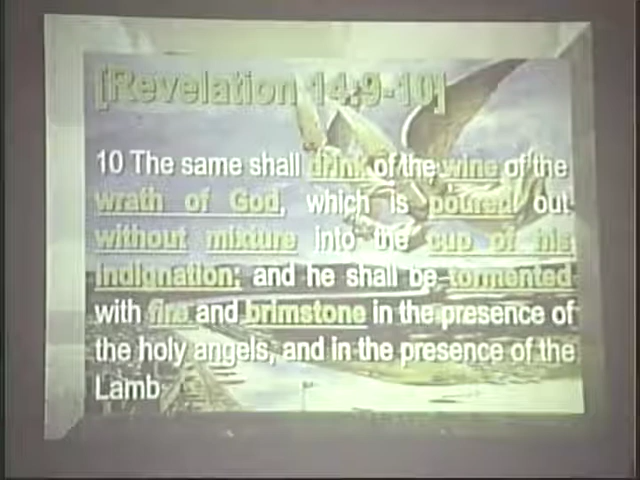 [Revelation 14:9-10]
10 The same shall drink of the wine of the
wrath of God, which is poured out
without mixture into the cup of his
indignation; and he shall be tormented
with fire and brimstone in the presence of
the holy angels, and in the presence of the
Lamb